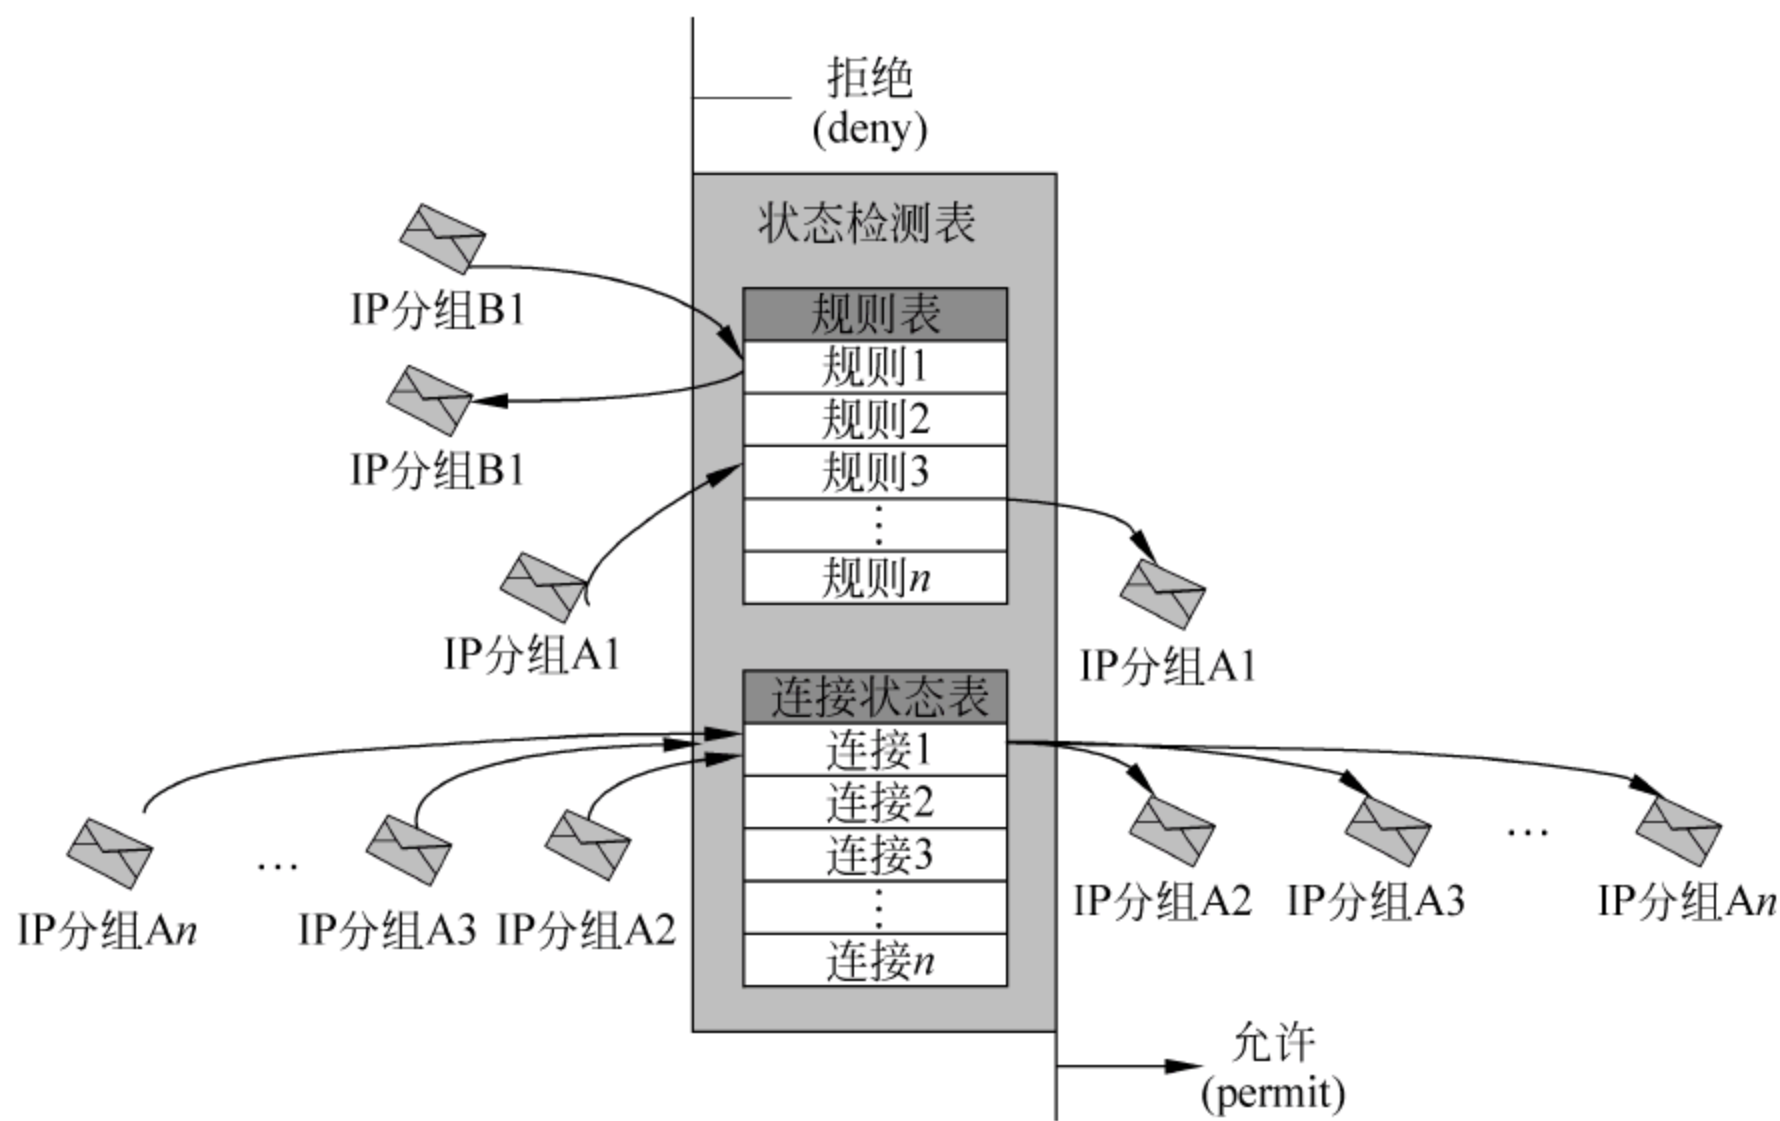 拒绝
(deny)
状态检测表
IP分组B1
规则表
规则1
规则2
IP分组B1
规则3
⋮
规则n
IP分组A1
IP分组A1
连接状态表
连接1
连接2
连接3
⋮
连接n
IP分组An
…
IP分组A3
IP分组A2
IP分组A2
IP分组A3
…
IP分组An
允许
(permit)